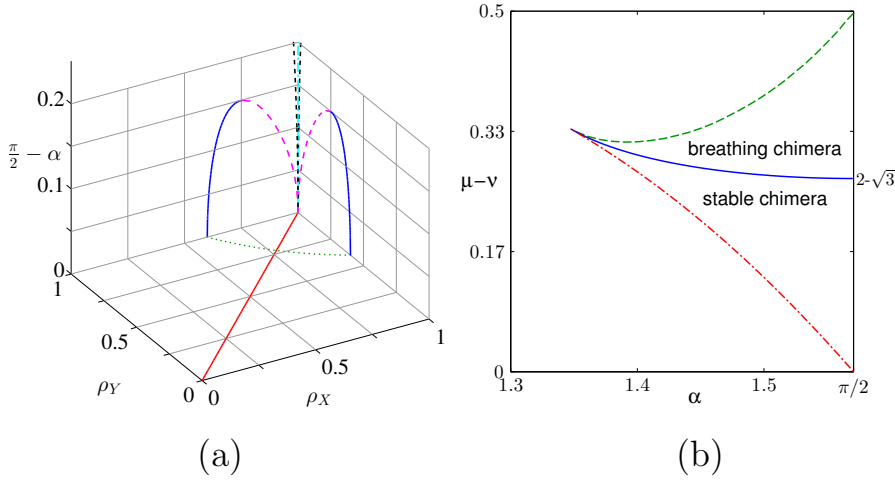 0.2
π/2 − α
0.1
0
1
0.5
ρ_Y
0
0
ρ_X
0.5
1
(a)
0.5
0.33
μ−ν
0.17
0
breathing chimera
stable chimera
2-√3
1.3
1.4
1.5
π/2
α
(b)